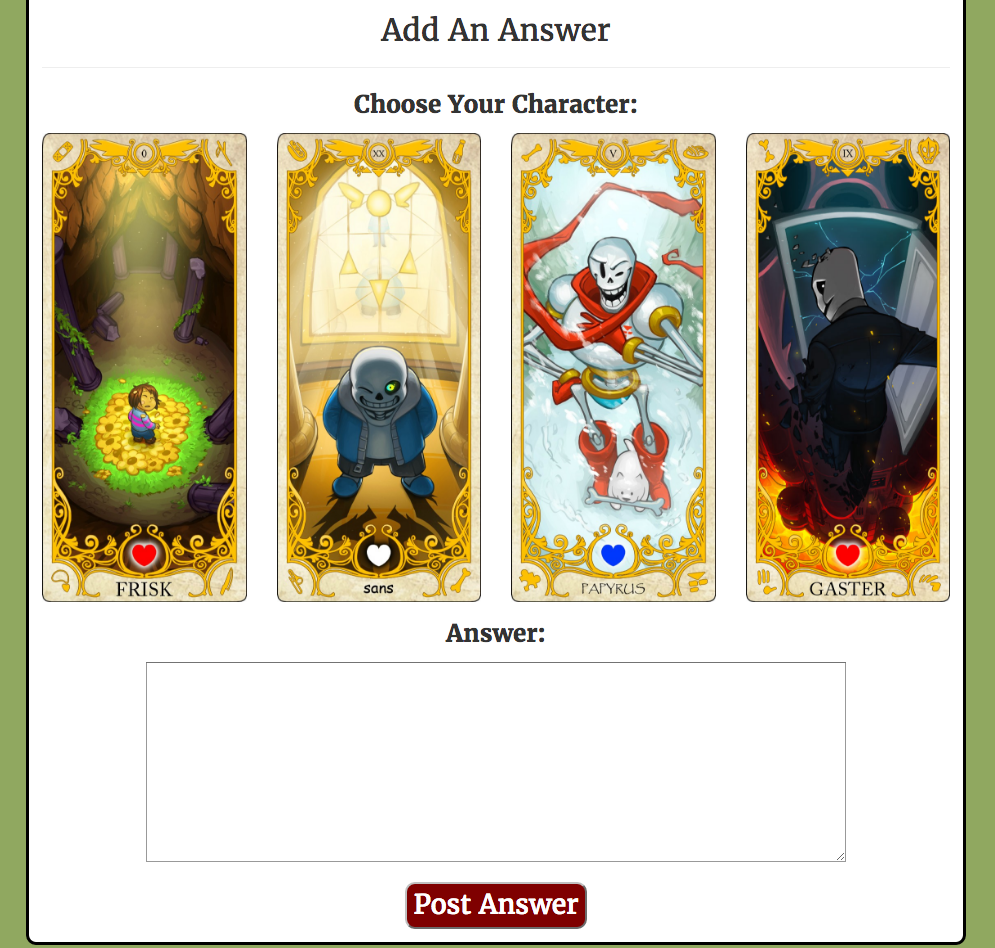 Add An Answer
Choose Your Character:
0
XX
V
IX
FRISK
sans
PAPYRUS
GASTER
Answer:
Post Answer